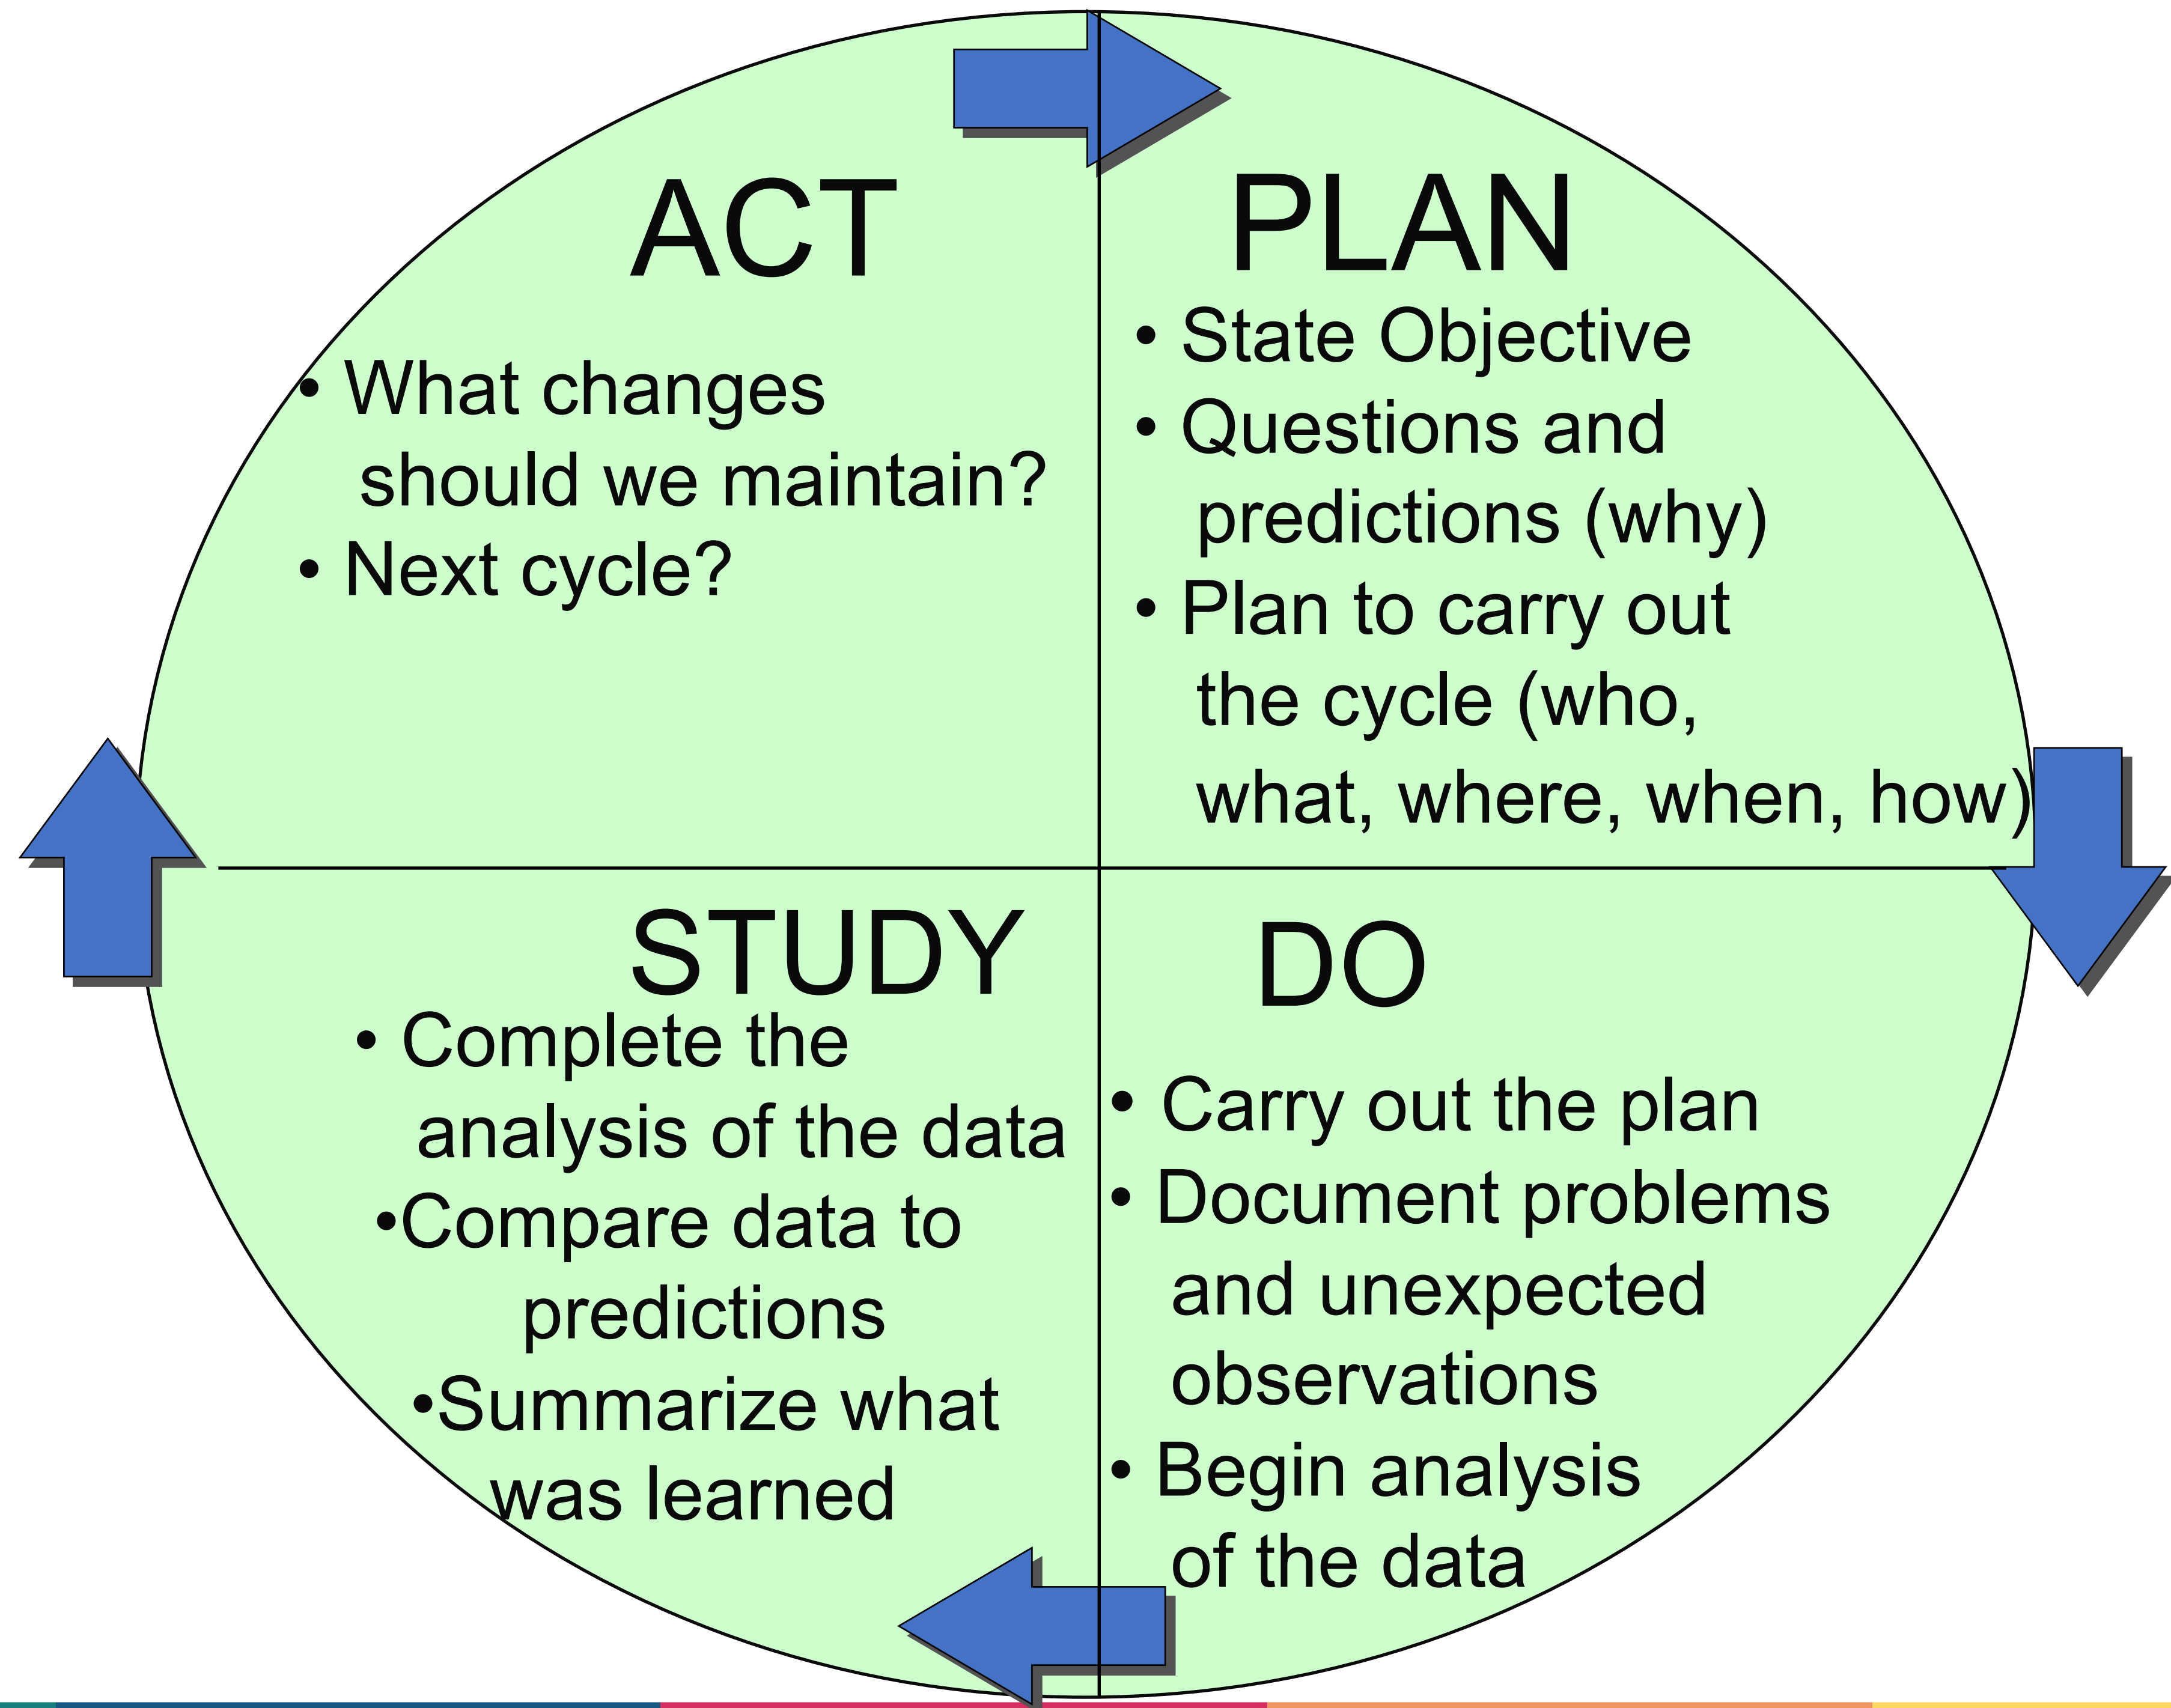 ACT
• What changes
should we maintain?
• Next cycle?
PLAN
• State Objective
• Questions and
predictions (why)
• Plan to carry out
the cycle (who,
what, where, when, how)
STUDY
• Complete the
analysis of the data
•Compare data to
predictions
•Summarize what
was learned
DO
• Carry out the plan
• Document problems
and unexpected
observations
• Begin analysis
of the data